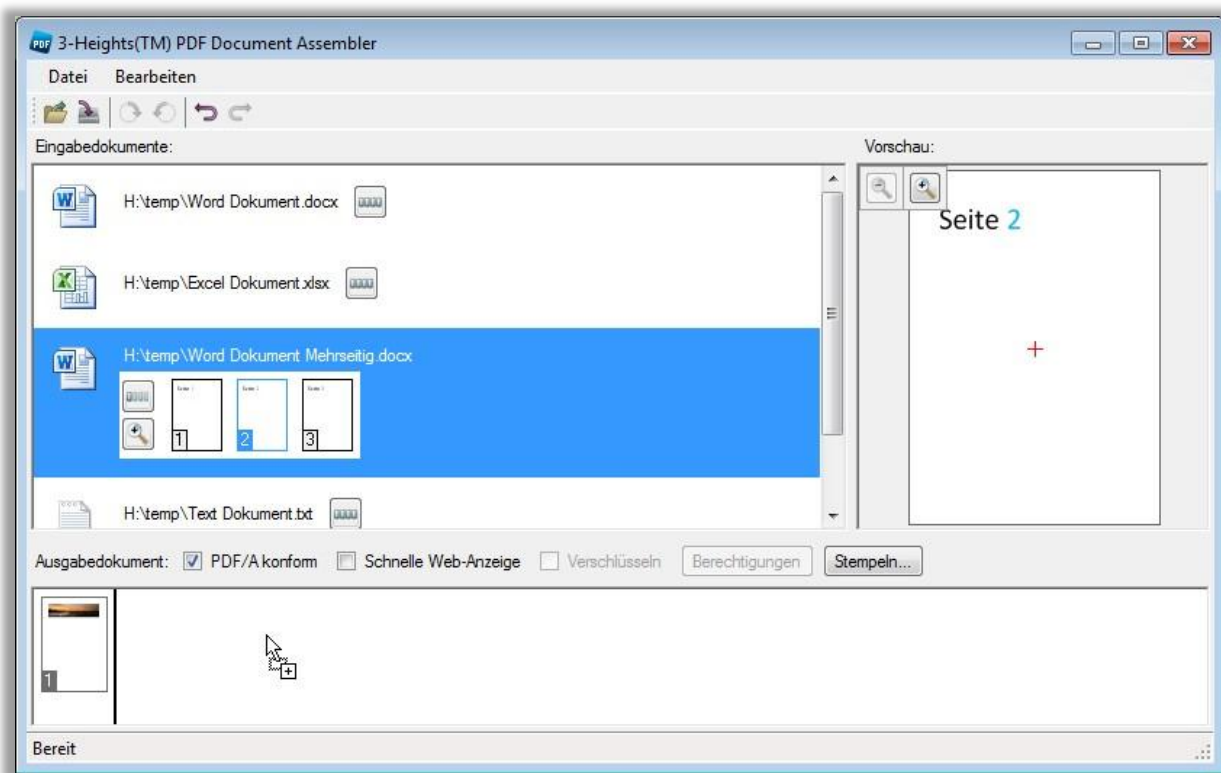 PDF 3-Heights(TM) PDF Document Assembler
Datei Bearbeiten
Eingabedokumente:
Vorschau:
H:\temp\Word Dokument.docx
H:\temp\Excel Dokument.xlsx
H:\temp\Word Dokument Mehrseitig.docx
1 2 3
H:\temp\Text Dokument.txt
Seite 2
Ausgabedokument: PDF/A konform Schnelle Web-Anzeige Verschlüsseln Berechtigungen Stempeln...
1
Bereit